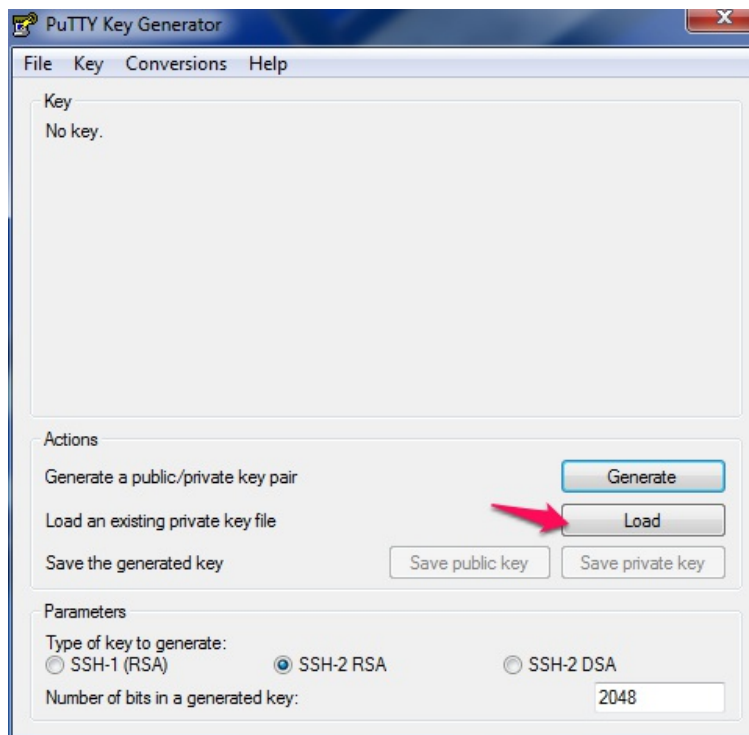 PuTTY Key Generator
X
File Key Conversions Help
Key
No key.
Actions
Generate a public/private key pair Generate
Load an existing private key file Load
Save the generated key Save public key Save private key
Parameters
Type of key to generate:
SSH-1 (RSA) SSH-2 RSA SSH-2 DSA
Number of bits in a generated key: 2048